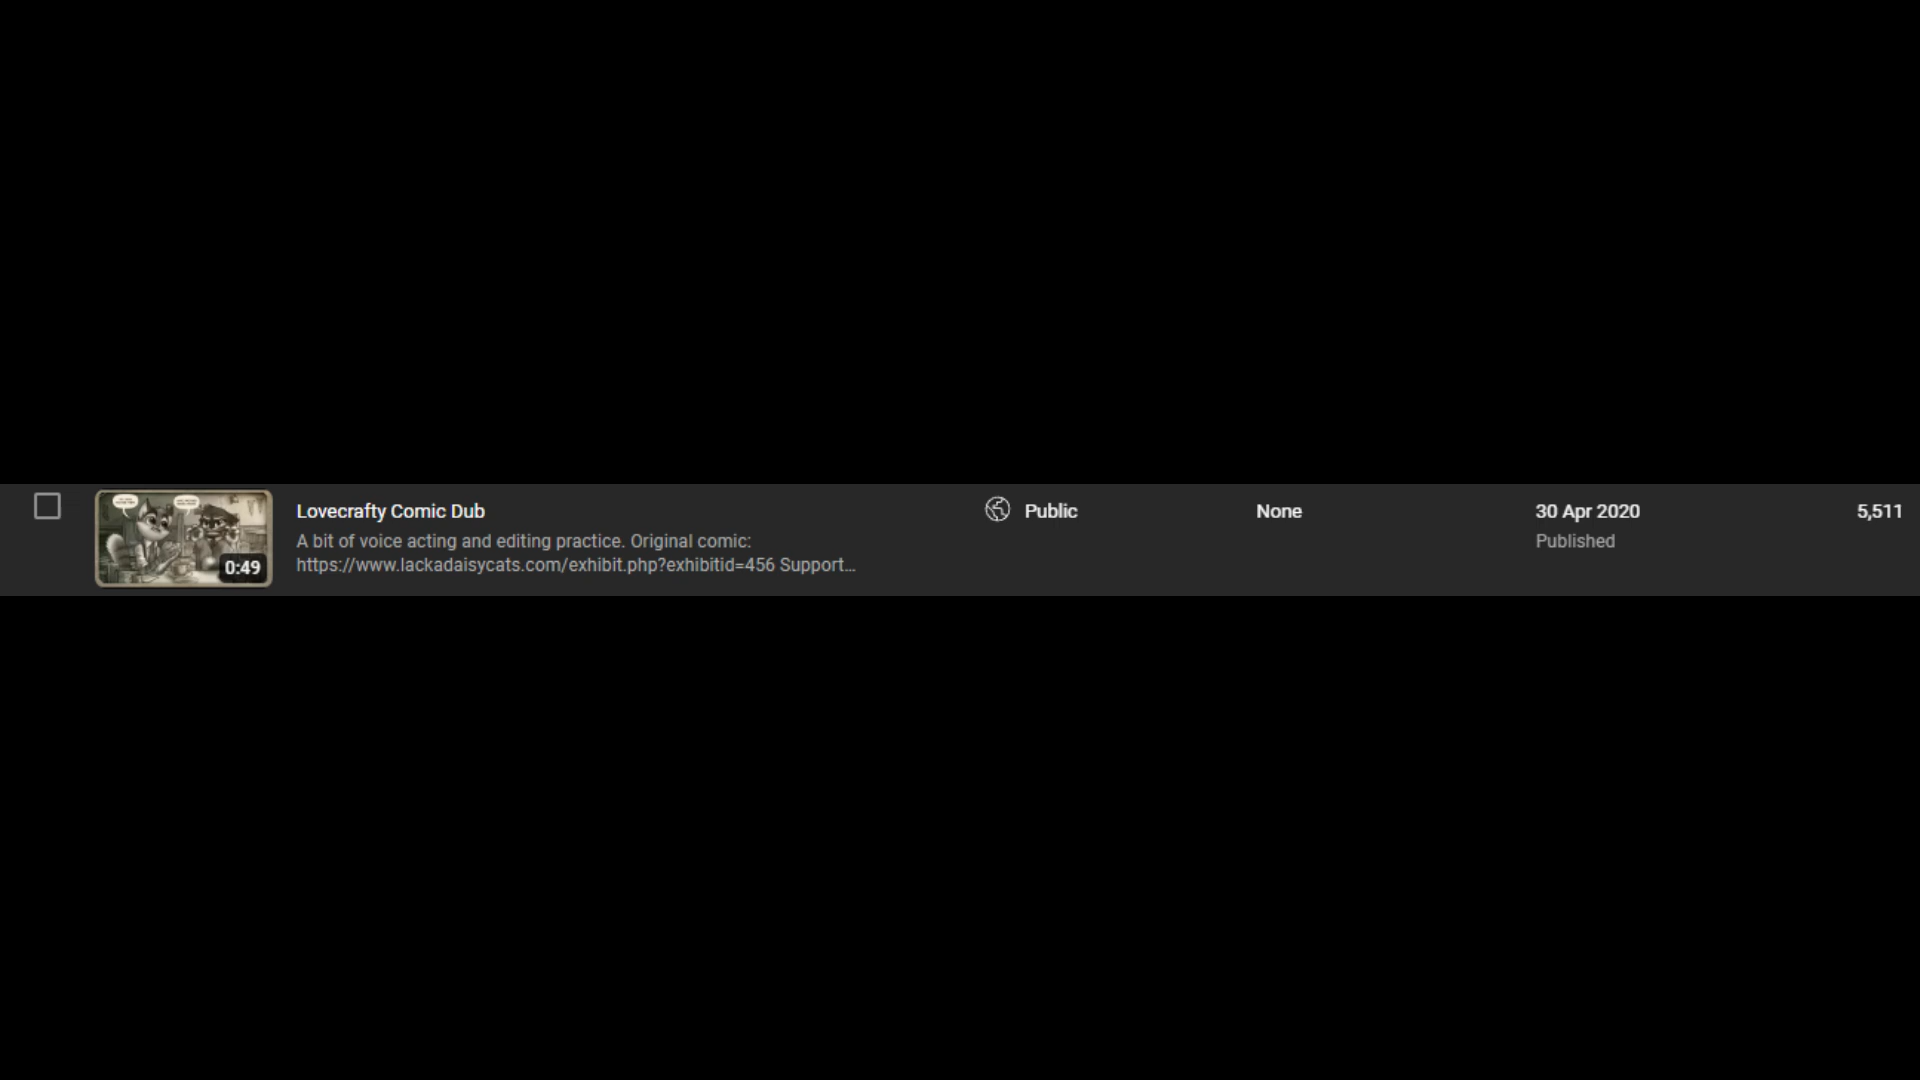 Lovecrafty Comic Dub
A bit of voice acting and editing practice. Original comic:
https://www.lackadaisycats.com/exhibit.php?exhibitid=456 Support...
0:49
Public
None
30 Apr 2020
Published
5,511